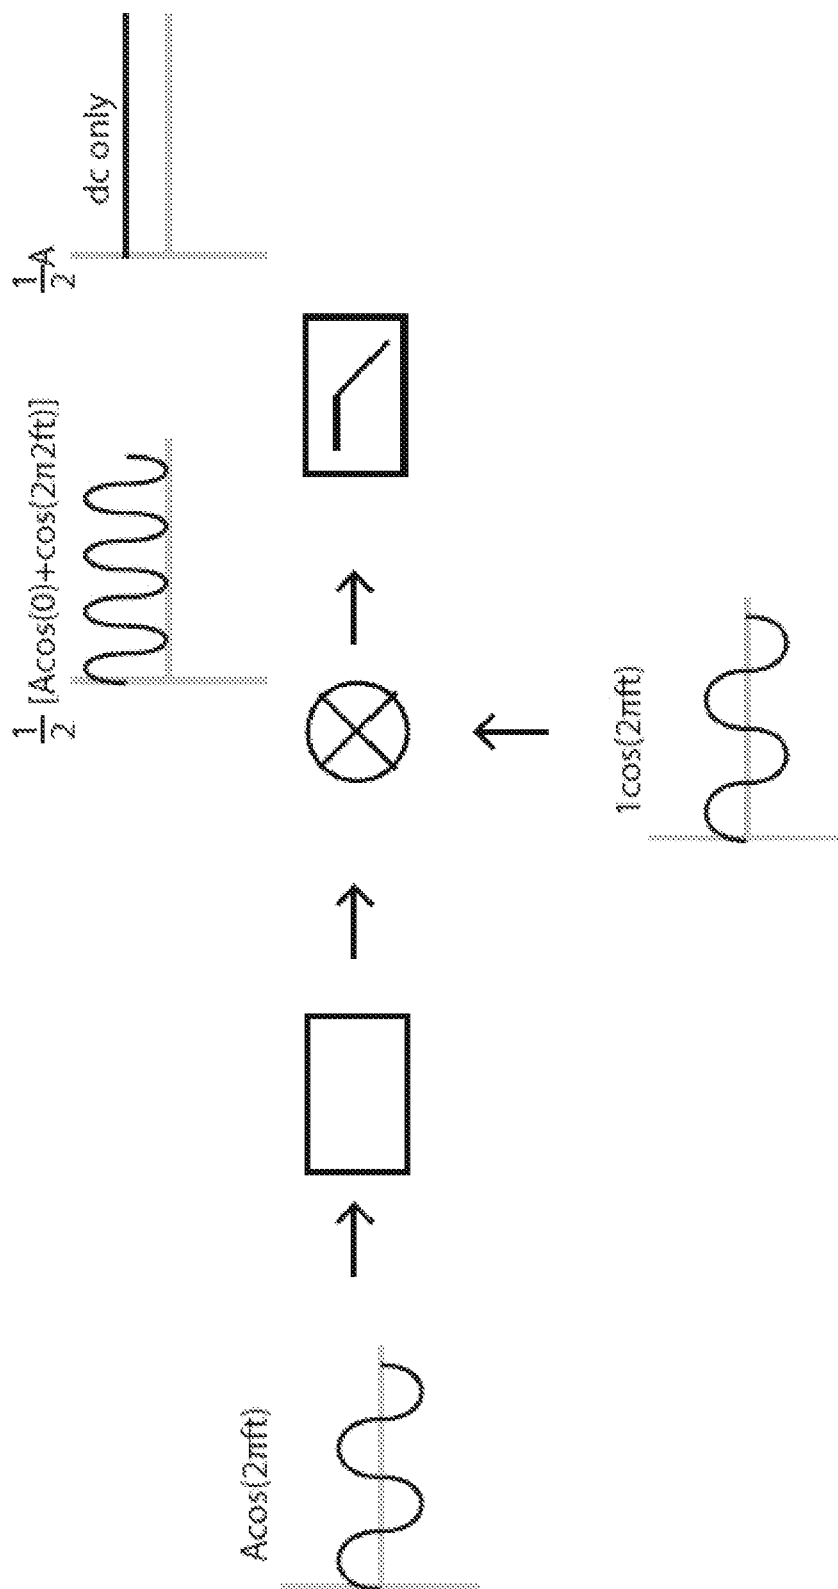 Acos(2πft)
1/2 [Acos(0)+cos(2π2ft)]
1cos(2πft)
1/2 A
dc only